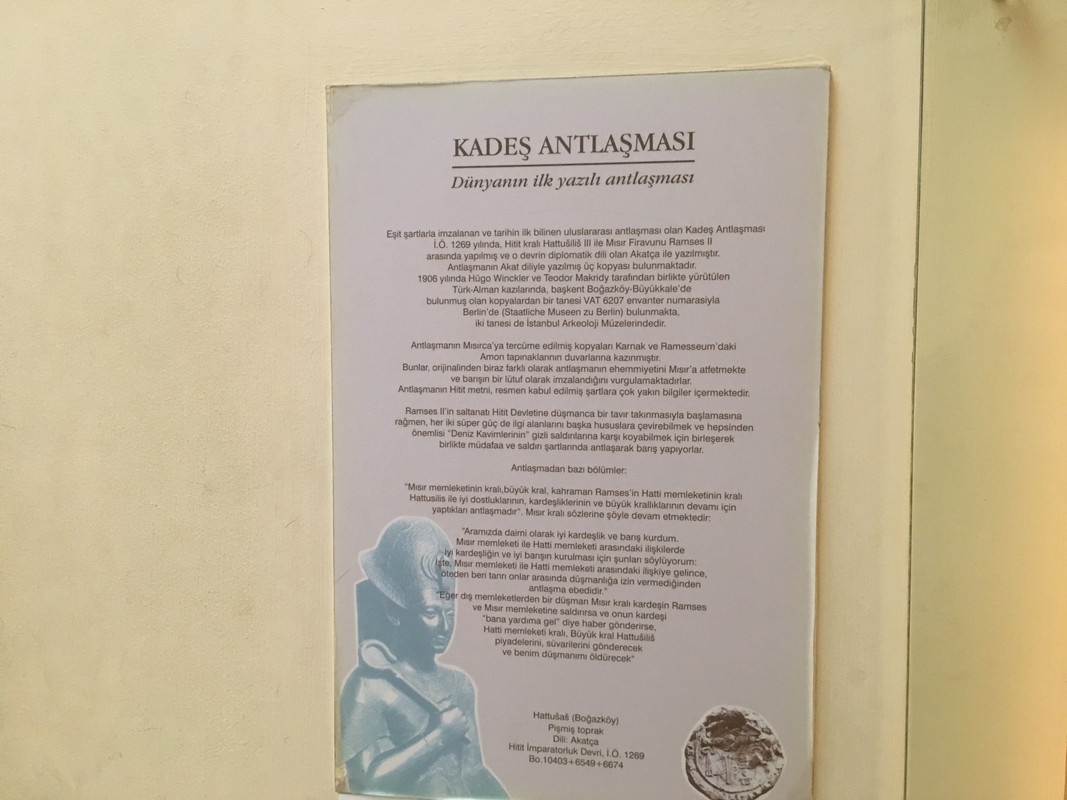 KADEŞ ANTLAŞMASI
Dünyanın ilk yazılı antlaşması
Eşit şartlarla imzalanan ve tarihin ilk bilinen uluslararası antlaşması olan Kadeş Antlaşması
İ.Ö. 1269 yılında, Hitit kralı Hattušiliš III ile Mısır Firavunu Ramses II
arasında yapılmış ve o devrin diplomatik dili olan Akatça ile yazılmıştır.
Antlaşmanın Akat diliyle yazılmış üç kopyası bulunmaktadır.
1906 yılında Hügo Winckler ve Teodor Makridy tarafından birlikte yürütülen
Türk-Alman kazılarında, başkent Boğazköy-Büyükkale'de
bulunmuş olan kopyalardan bir tanesi VAT 6207 envanter numarasıyla
Berlin'de (Staatliche Museen zu Berlin) bulunmakta,
iki tanesi de İstanbul Arkeoloji Müzelerindedir.
Antlaşmanın Mısırca'ya tercüme edilmiş kopyaları Karnak ve Ramesseum'daki
Amon tapınaklarının duvarlarına kazınmıştır.
Bunlar, orijinalinden biraz farklı olarak antlaşmanın ehemmiyetini Mısır'a atfetmekte
ve barışın bir lütuf olarak imzalandığını vurgulamaktadırlar.
Antlaşmanın Hitit metni, resmen kabul edilmiş şartlara çok yakın bilgiler içermektedir.
Ramses II'in saltanatı Hitit Devletine düşmanca bir tavır takınmasıyla başlamasına
rağmen, her iki süper güç de ilgi alanlarını başka hususlara çevirebilmek ve hepsinden
önemlisi "Deniz Kavimlerinin" gizli saldırılarına karşı koyabilmek için birleşerek
birlikte müdafaa ve saldırı şartlarında antlaşarak barış yapıyorlar.
Antlaşmadan bazı bölümler:
"Mısır memleketinin kralı,büyük kral, kahraman Ramses'in Hatti memleketinin kralı
Hattusilis ile iyi dostluklarının, kardeşliklerinin ve büyük krallıklarının devamı için
yaptıkları antlaşmadır". Mısır kralı sözlerine şöyle devam etmektedir:
"Aramızda daimi olarak iyi kardeşlik ve barış kurdum.
Mısır memleketi ile Hatti memleketi arasındaki ilişkilerde
iyi kardeşliğin ve iyi barışın kurulması için şunları söylüyorum:
İşte, Mısır memleketi ile Hatti memleketi arasındaki ilişkiye gelince,
öteden beri tanrı onlar arasında düşmanlığa izin vermediğinden
antlaşma ebedidir."
"Eğer dış memleketlerden bir düşman Mısır kralı kardeşin Ramses
ve Mısır memleketine saldırırsa ve onun kardeşi
"bana yardıma gel" diye haber gönderirse,
Hatti memleketi kralı, Büyük kral Hattušiliš
piyadelerini, süvarilerini gönderecek
ve benim düşmanımı öldürecek"
Hattušaš (Boğazköy)
Pişmiş toprak
Dili: Akatça
Hitit İmparatorluk Devri, İ.Ö. 1269
Bo.10403+6549+6674